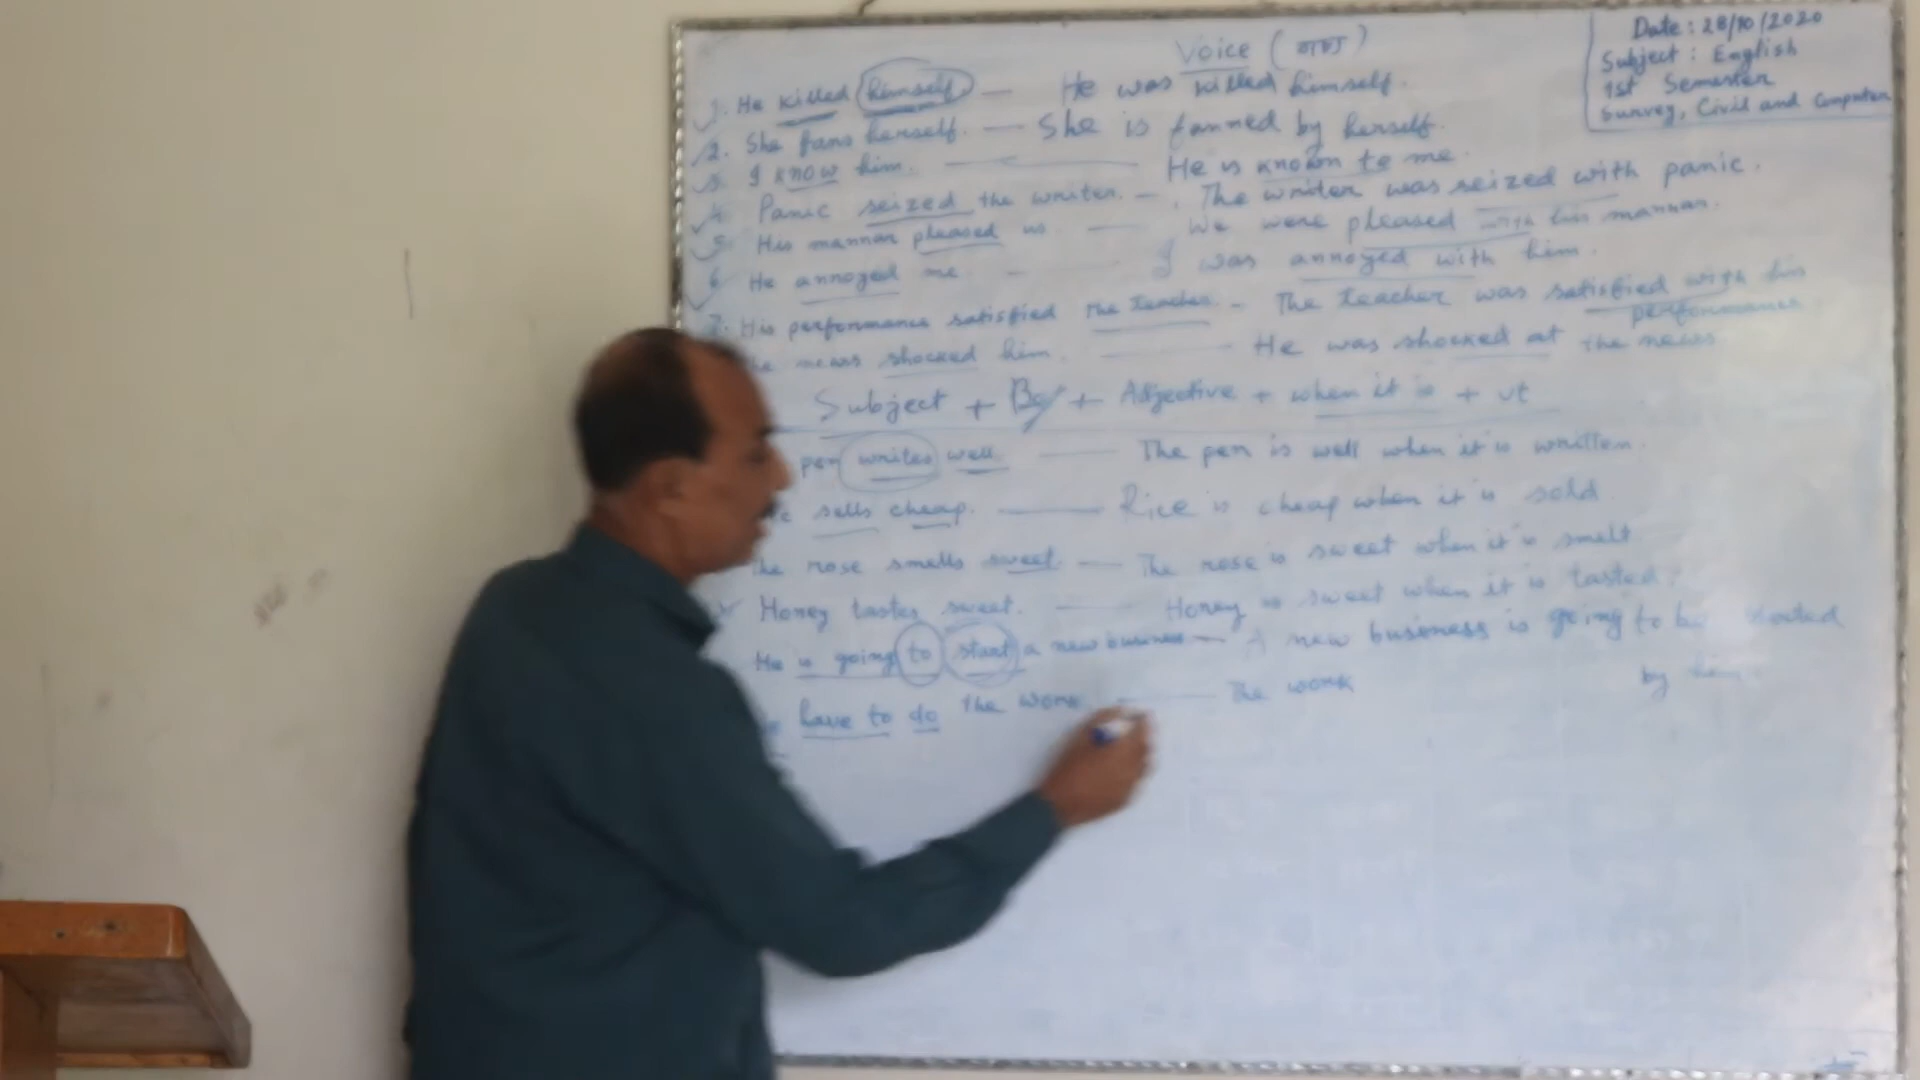 Voice ( वाच्य )
Date : 28/10/2020
Subject : English
1st Semester
Survey, Civil and Computer
1. He killed himself — He was killed himself.
2. She fans herself. — She is fanned by herself.
3. I know him. — He is known to me.
4. Panic seized the writer. — The writer was seized with panic.
5. His mannar pleased us — We were pleased with his mannar.
6. He annoyed me — I was annoyed with him.
7. His performance satisfied the teacher. — The teacher was satisfied with his
performance
he news shocked him. — He was shocked at the news
Subject + Be + Adjective + when it is + vt
pen writes well — The pen is well when it is written.
sells cheap. — Rice is cheap when it is sold
he rose smells sweet. — The rose is sweet when it is smelt
Honey tastes sweet. — Honey is sweet when it is tasted.
He is going to start a new business — A new business is going to be started
by
have to do the work — The work